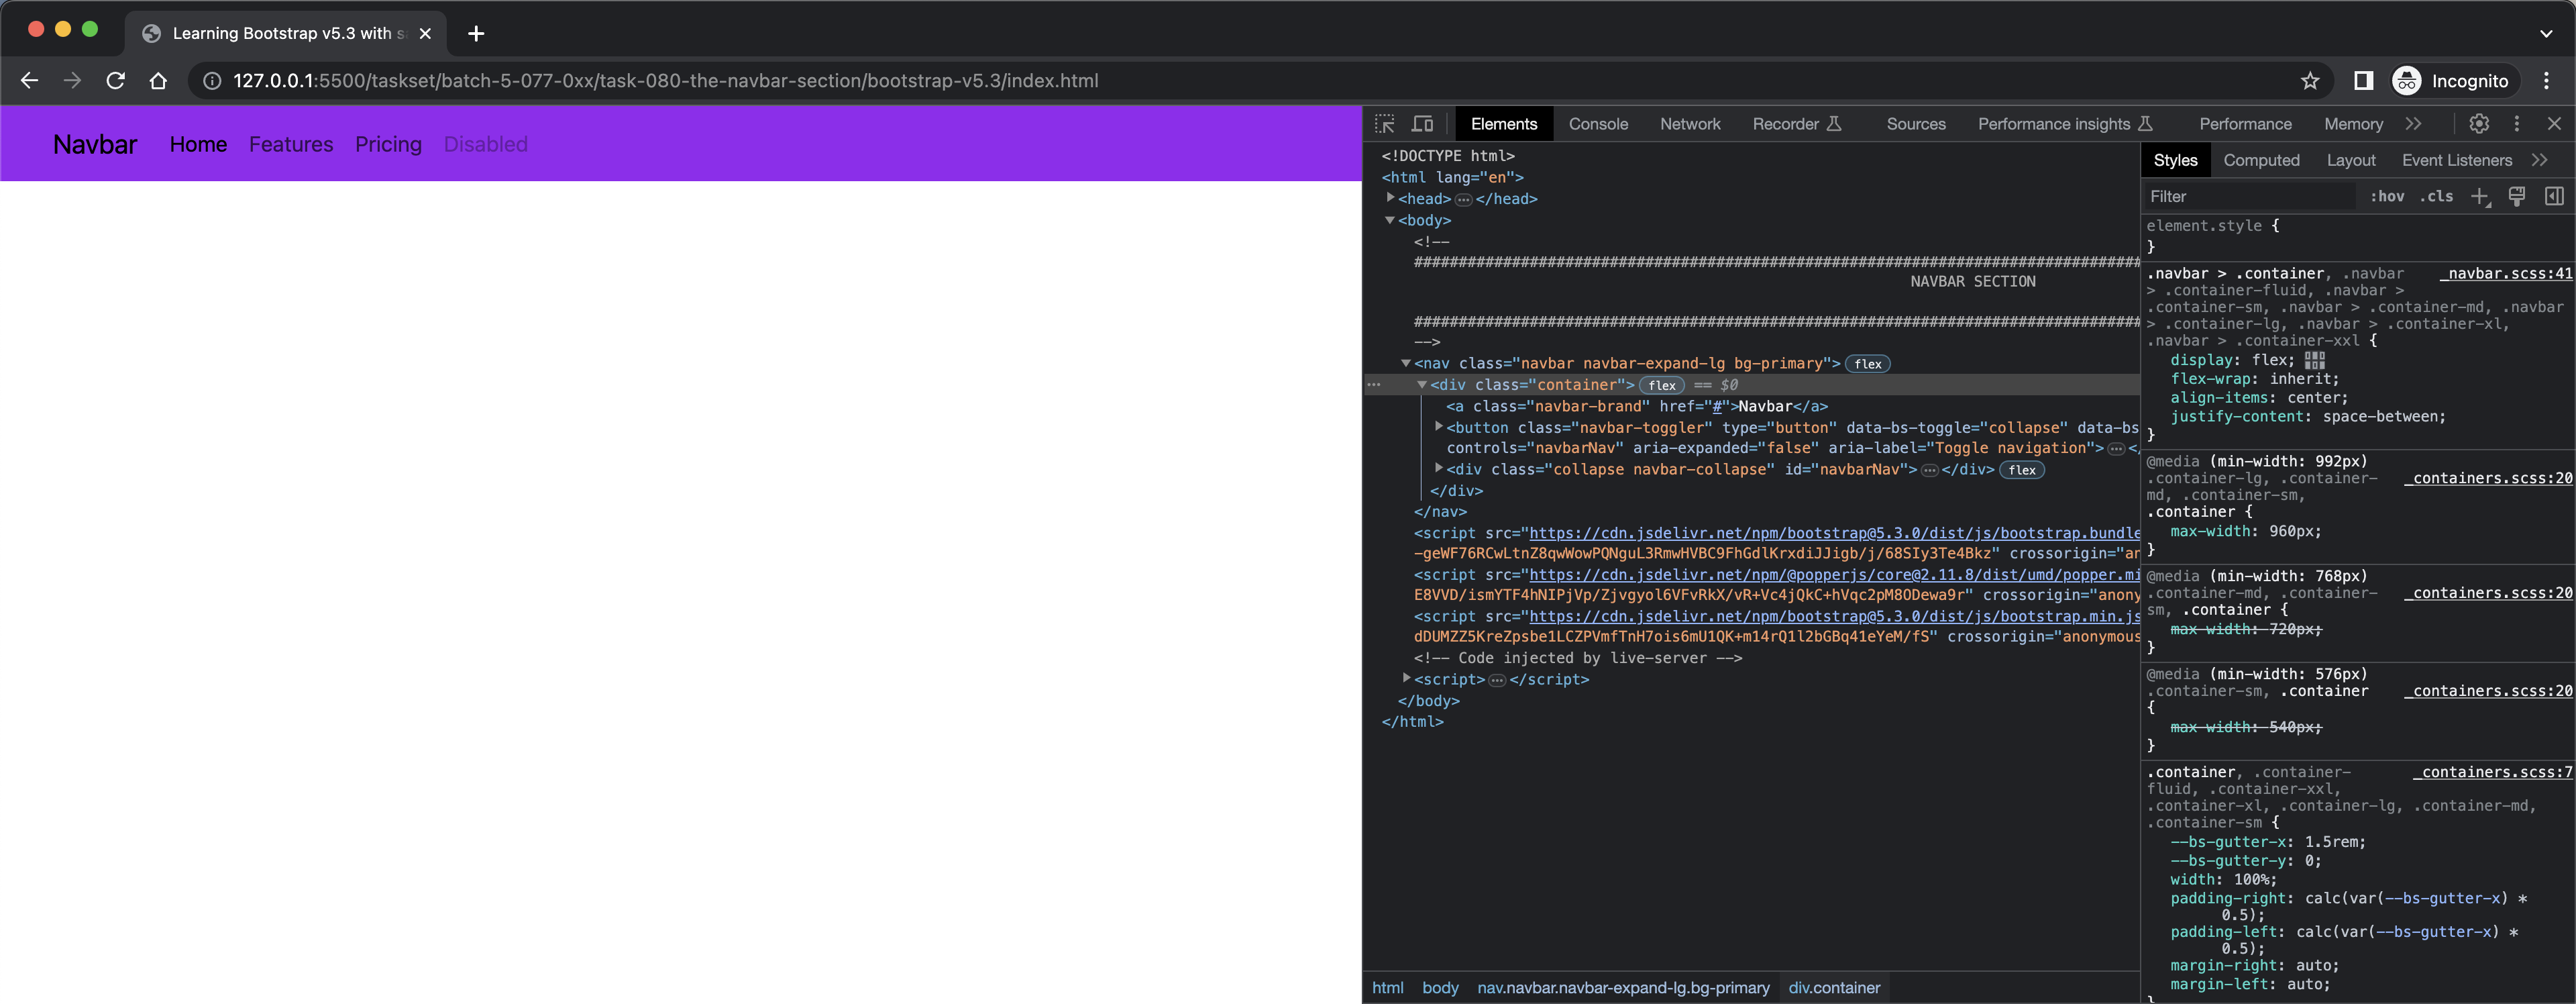 Learning Bootstrap v5.3 with sa
127.0.0.1:5500/taskset/batch-5-077-0xx/task-080-the-navbar-section/bootstrap-v5.3/index.html
Incognito
Navbar Home Features Pricing Disabled
Elements Console Network Recorder Sources Performance insights Performance Memory
<!DOCTYPE html>
<html lang="en">
<head>…</head>
<body>
<!--
NAVBAR SECTION
-->
<nav class="navbar navbar-expand-lg bg-primary"> flex
<div class="container"> flex == $0
<a class="navbar-brand" href="#">Navbar</a>
<button class="navbar-toggler" type="button" data-bs-toggle="collapse" data-bs
controls="navbarNav" aria-expanded="false" aria-label="Toggle navigation">…</
<div class="collapse navbar-collapse" id="navbarNav">…</div> flex
</div>
</nav>
<script src="https://cdn.jsdelivr.net/npm/bootstrap@5.3.0/dist/js/bootstrap.bundle
-geWF76RCwLtnZ8qwWowPQNguL3RmwHVBC9FhGdlKrxdiJJigb/j/68SIy3Te4Bkz" crossorigin="an
<script src="https://cdn.jsdelivr.net/npm/@popperjs/core@2.11.8/dist/umd/popper.mi
E8VVD/ismYTF4hNIPjVp/Zjvgyol6VFvRkX/vR+Vc4jQkC+hVqc2pM8ODewa9r" crossorigin="anony
<script src="https://cdn.jsdelivr.net/npm/bootstrap@5.3.0/dist/js/bootstrap.min.js
dDUMZZ5KreZpsbe1LCZPVmfTnH7ois6mU1QK+m14rQ1l2bGBq41eYeM/fS" crossorigin="anonymous
<!-- Code injected by live-server -->
<script>…</script>
</body>
</html>
html body nav.navbar.navbar-expand-lg.bg-primary div.container
Styles Computed Layout Event Listeners
Filter :hov .cls
element.style {
}
.navbar > .container, .navbar _navbar.scss:41
> .container-fluid, .navbar >
.container-sm, .navbar > .container-md, .navbar
> .container-lg, .navbar > .container-xl,
.navbar > .container-xxl {
display: flex;
flex-wrap: inherit;
align-items: center;
justify-content: space-between;
}
@media (min-width: 992px)
.container-lg, .container- _containers.scss:20
md, .container-sm,
.container {
max-width: 960px;
}
@media (min-width: 768px)
.container-md, .container- _containers.scss:20
sm, .container {
max-width: 720px;
}
@media (min-width: 576px)
.container-sm, .container _containers.scss:20
{
max-width: 540px;
}
.container, .container- _containers.scss:7
fluid, .container-xxl,
.container-xl, .container-lg, .container-md,
.container-sm {
--bs-gutter-x: 1.5rem;
--bs-gutter-y: 0;
width: 100%;
padding-right: calc(var(--bs-gutter-x) *
0.5);
padding-left: calc(var(--bs-gutter-x) *
0.5);
margin-right: auto;
margin-left: auto;
}